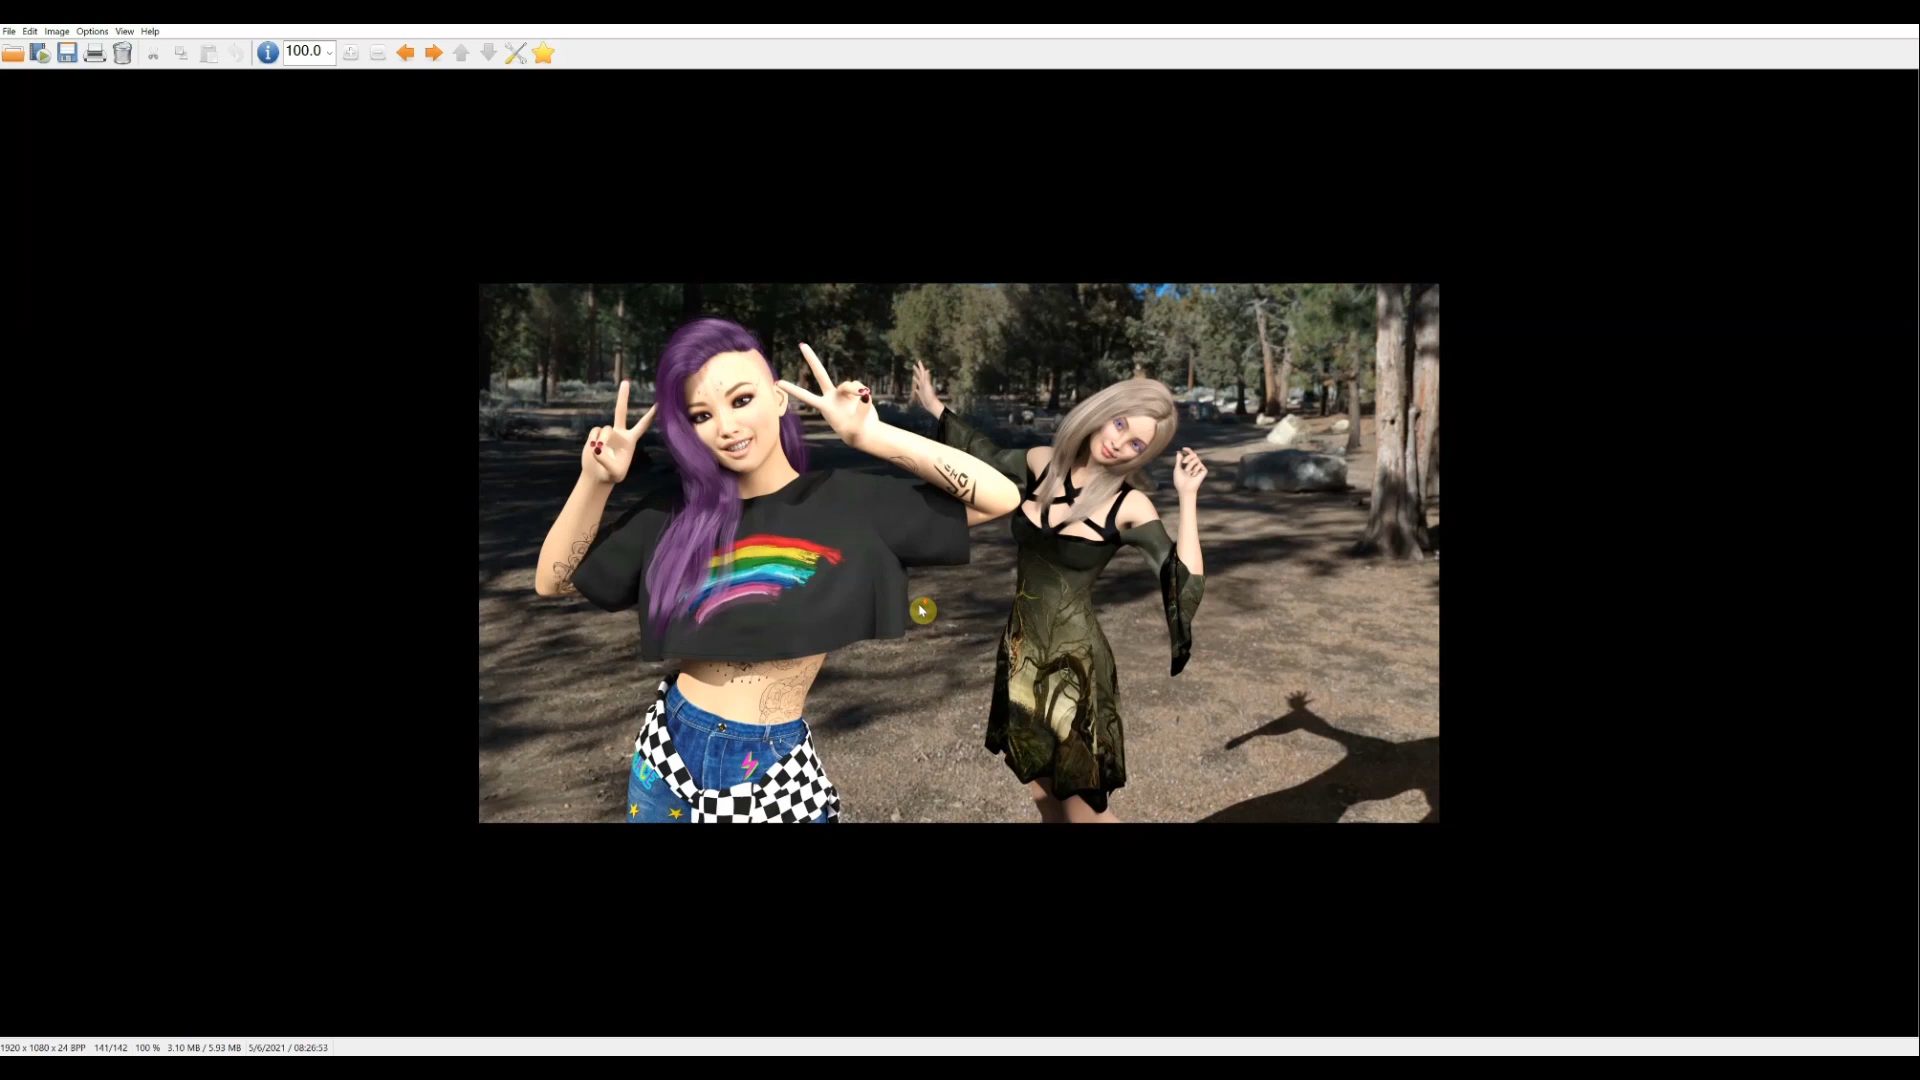 File Edit Image Options View Help
100.0
1920 x 1080 x 24 BPP 141/142 100 % 3.10 MB / 5.93 MB 5/6/2021 / 08:26:53